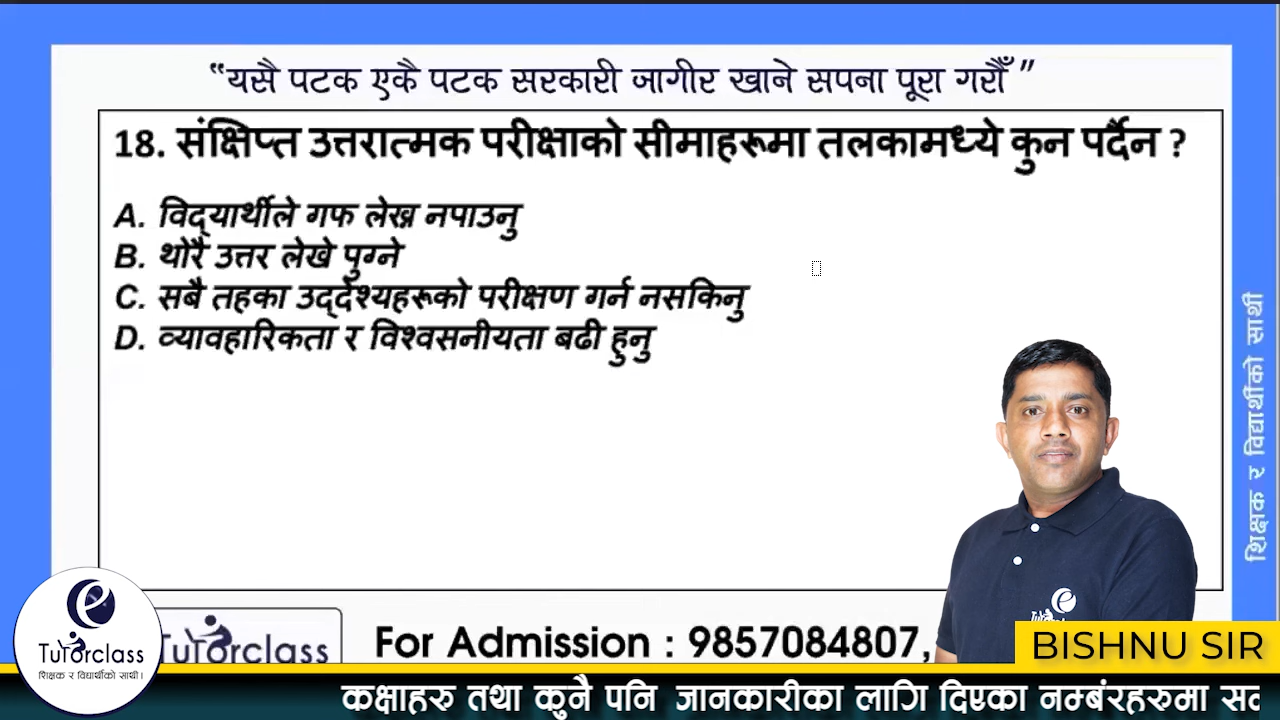 “यसै पटक एकै पटक सरकारी जागीर खाने सपना पूरा गरौँ”
18. संक्षिप्त उत्तरात्मक परीक्षाको सीमाहरूमा तलकामध्ये कुन पर्दैन ?
A. विद्‌यार्थीले गफ लेख्न नपाउनु
B. थोरै उत्तर लेखे पुग्ने
C. सबै तहका उद्‌देश्यहरूको परीक्षण गर्न नसकिनु
D. व्यावहारिकता र विश्वसनीयता बढी हुनु
शिक्षक र विद्यार्थीको साथी
Tutorclass
शिक्षक र विद्यार्थीको साथी।
Tutorclass
For Admission : 9857084807,
BISHNU SIR
कक्षाहरु तथा कुनै पनि जानकारीका लागि दिएका नम्बंरहरुमा